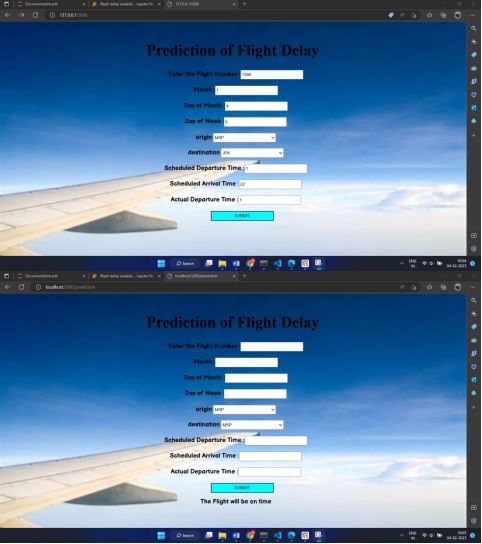 Documentation.pdf
flight delay analysis - Jupyter N
127.0.0.1:5000
127.0.0.1:5000
Prediction of Flight Delay
Enter the Flight Number 1399
Month 1
Day of Month : 4
Day of Week : 5
origin MSP
destination JFK
Scheduled Departure Time : 1
Scheduled Arrival Time : 22
Actual Departure Time : 1
SUBMIT
Search
ENG
IN
10:04
04-02-2023
Documentation.pdf
flight delay analysis - Jupyter N
localhost:5000/prediction
localhost:5000/prediction
Prediction of Flight Delay
Enter the Flight Number
Month
Day of Month :
Day of Week :
origin MSP
destination MSP
Scheduled Departure Time :
Scheduled Arrival Time :
Actual Departure Time :
SUBMIT
The Flight will be on time
Search
ENG
IN
10:05
04-02-2023